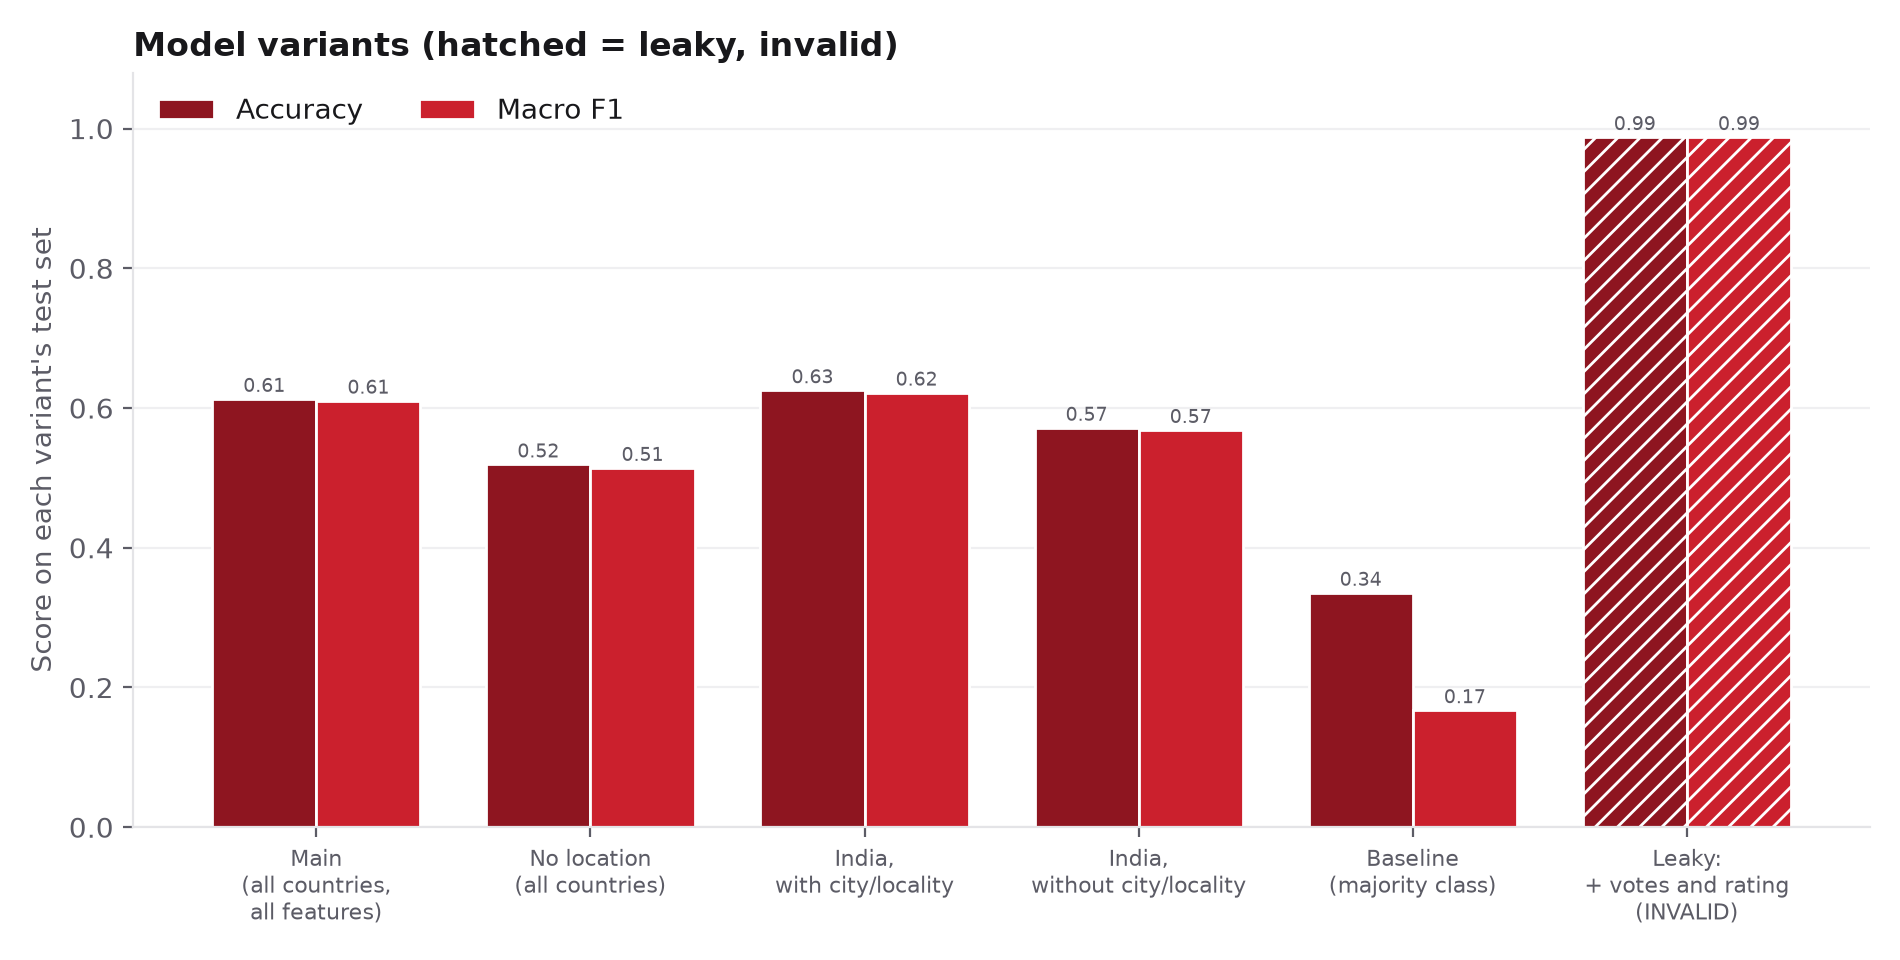 Model variants (hatched = leaky, invalid)
Accuracy
Macro F1
Score on each variant's test set
1.0
0.8
0.6
0.4
0.2
0.0
0.61
0.61
0.52
0.51
0.63
0.62
0.57
0.57
0.34
0.17
0.99
0.99
Main
(all countries,
all features)
No location
(all countries)
India,
with city/locality
India,
without city/locality
Baseline
(majority class)
Leaky:
+ votes and rating
(INVALID)